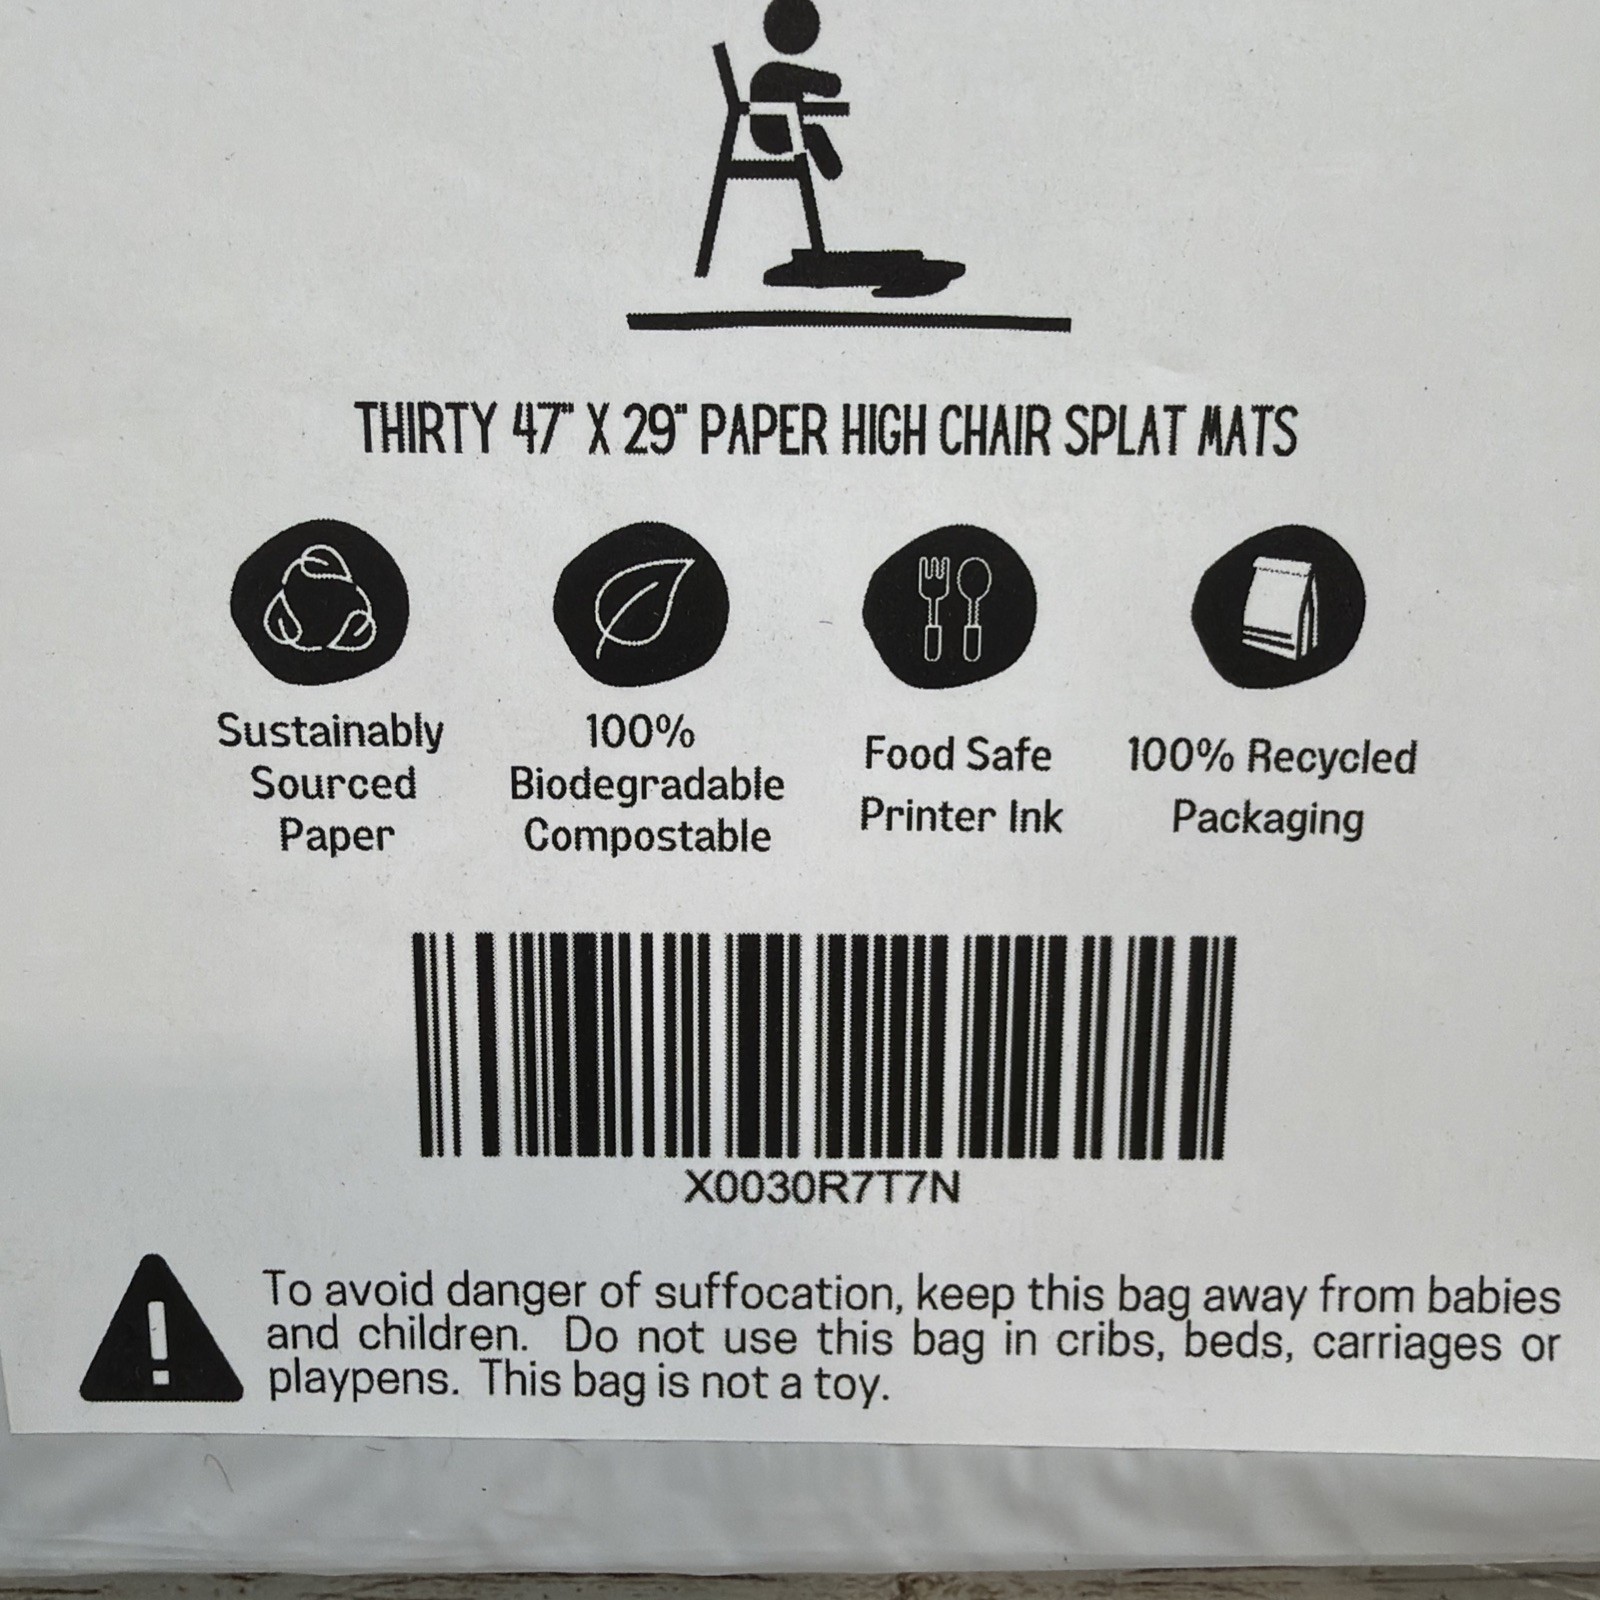 THIRTY 47" X 29" PAPER HIGH CHAIR SPLAT MATS
Sustainably
Sourced
Paper
100%
Biodegradable
Compostable
Food Safe
Printer Ink
100% Recycled
Packaging
X0030R7T7N
To avoid danger of suffocation, keep this bag away from babies
and children. Do not use this bag in cribs, beds, carriages or
playpens. This bag is not a toy.